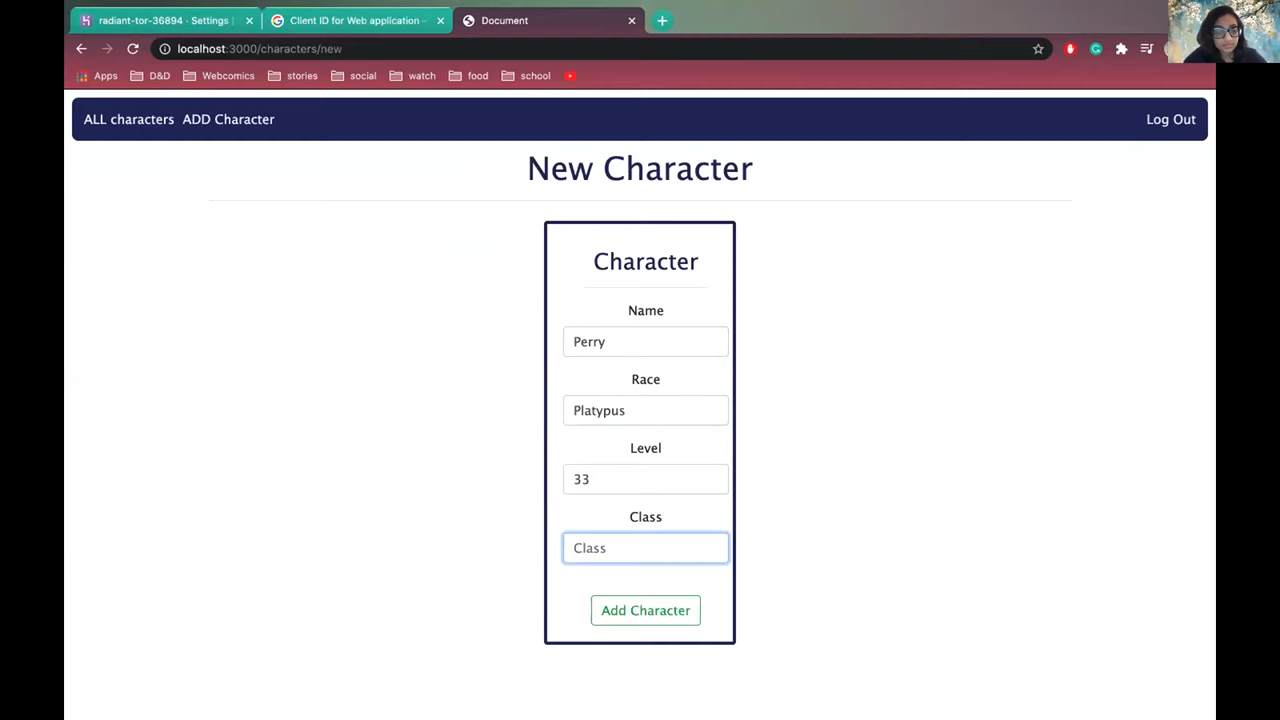 radiant-tor-36894 · Settings
Client ID for Web application –
Document
localhost:3000/characters/new
Apps
D&D
Webcomics
stories
social
watch
food
school
ALL characters
ADD Character
Log Out
New Character
Character
Name
Perry
Race
Platypus
Level
33
Class
Class
Add Character